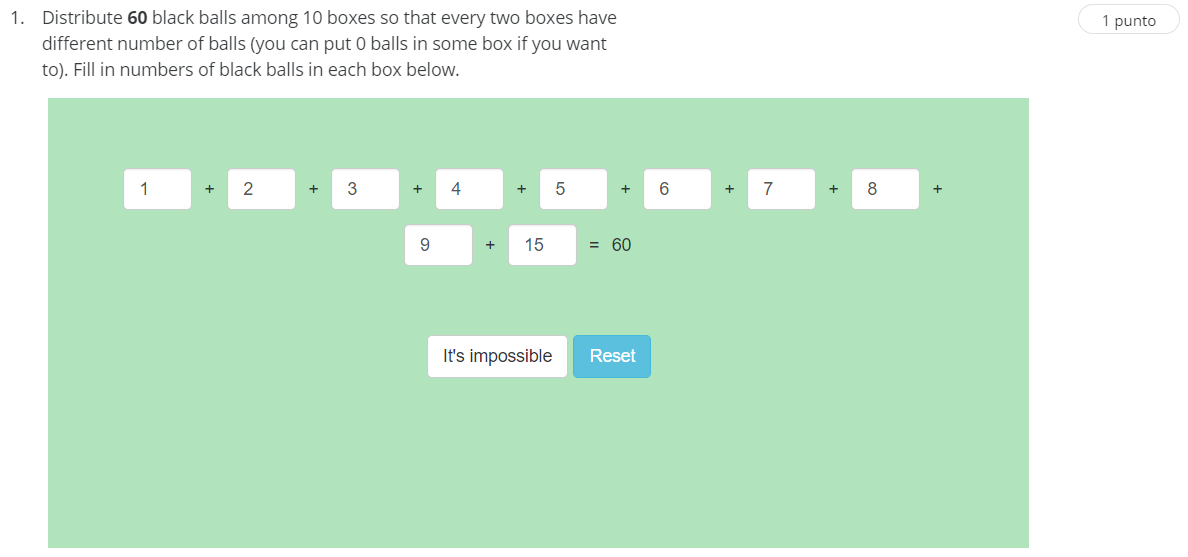 1. Distribute 60 black balls among 10 boxes so that every two boxes have
1 punto
different number of balls (you can put 0 balls in some box if you want
to). Fill in numbers of black balls in each box below.
1 + 2 + 3 + 4 + 5 + 6 + 7 + 8 +
9 + 15 = 60
It's impossible Reset